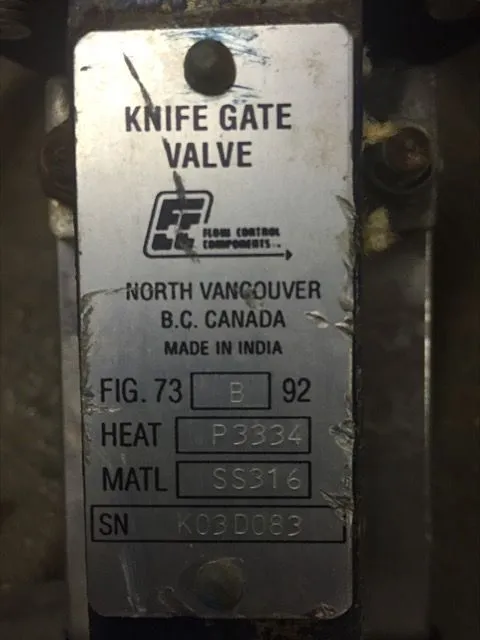 KNIFE GATE
VALVE
FLOW CONTROL
COMPONENTS
NORTH VANCOUVER
B.C. CANADA
MADE IN INDIA
FIG. 73 B 92
HEAT P3334
MATL SS316
SN K03D083